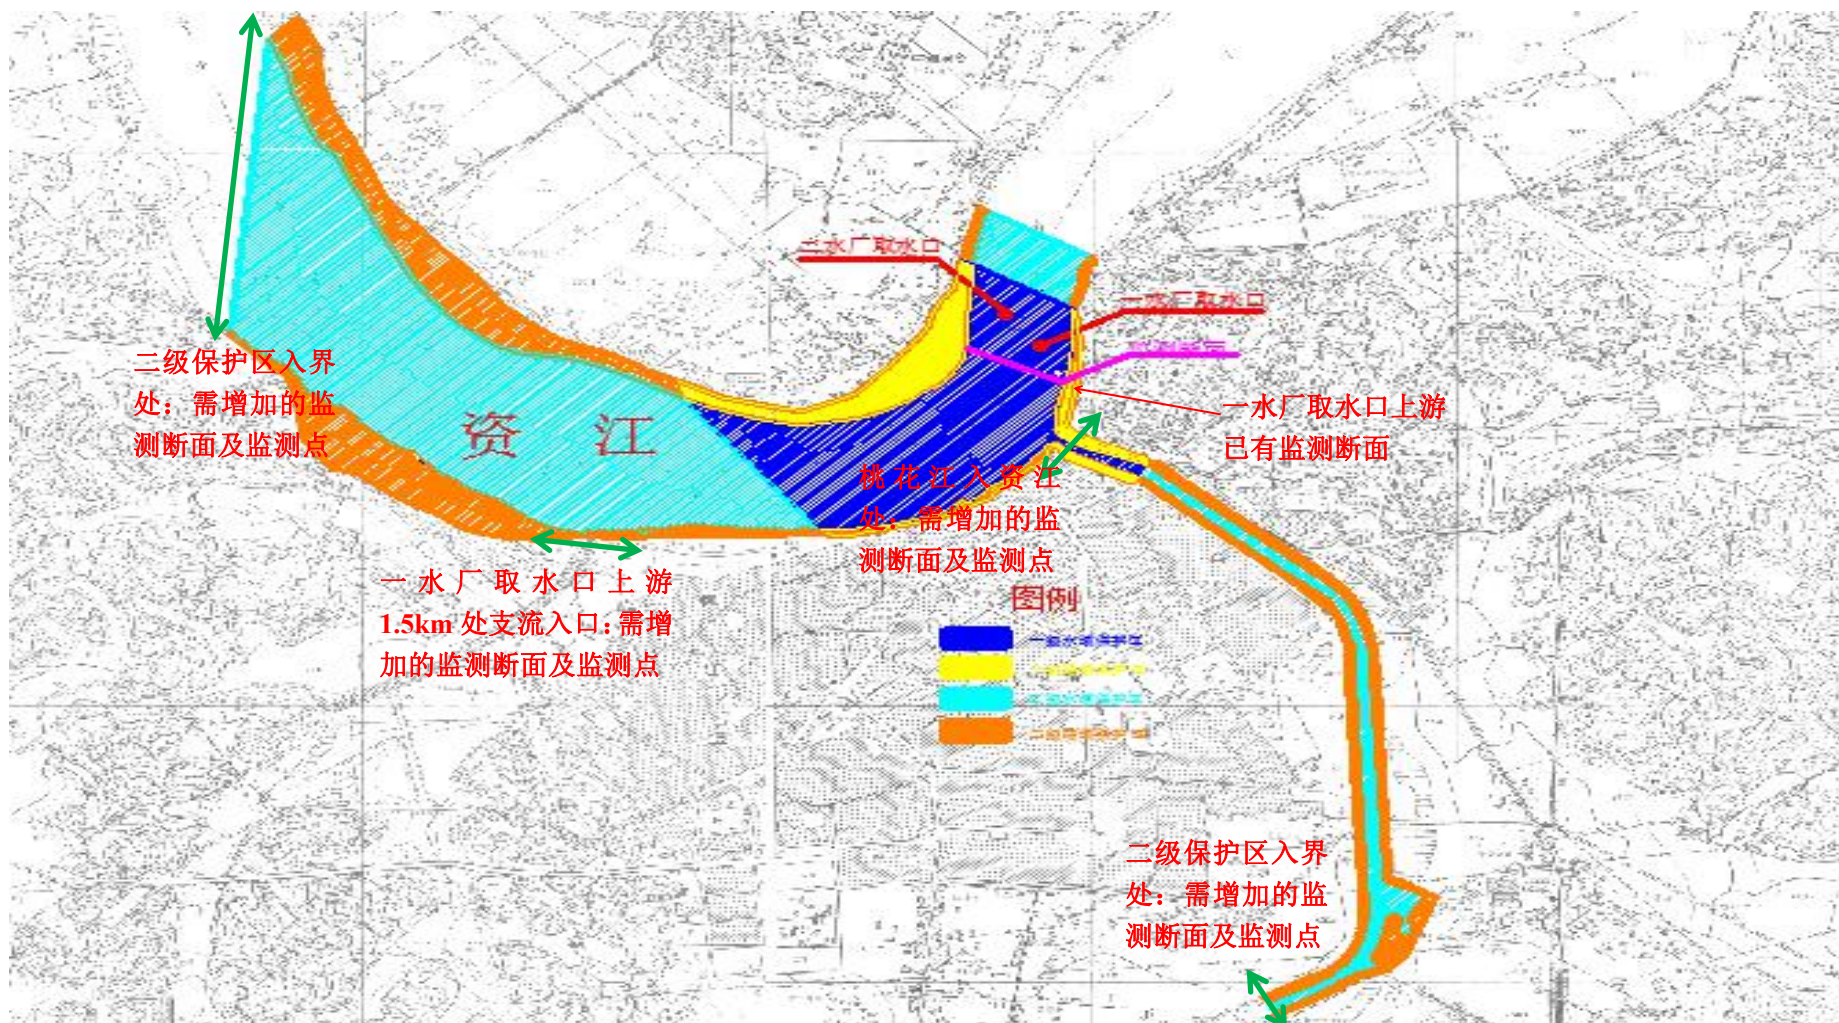 二水厂取水口
一水厂取水口
二级保护区入界
处：需增加的监
测断面及监测点
资江
一水厂取水口上游
已有监测断面
桃花江入资江
处：需增加的监
测断面及监测点
一水厂取水口上游
1.5km 处支流入口：需增
加的监测断面及监测点
图例
二级保护区入界
处：需增加的监
测断面及监测点